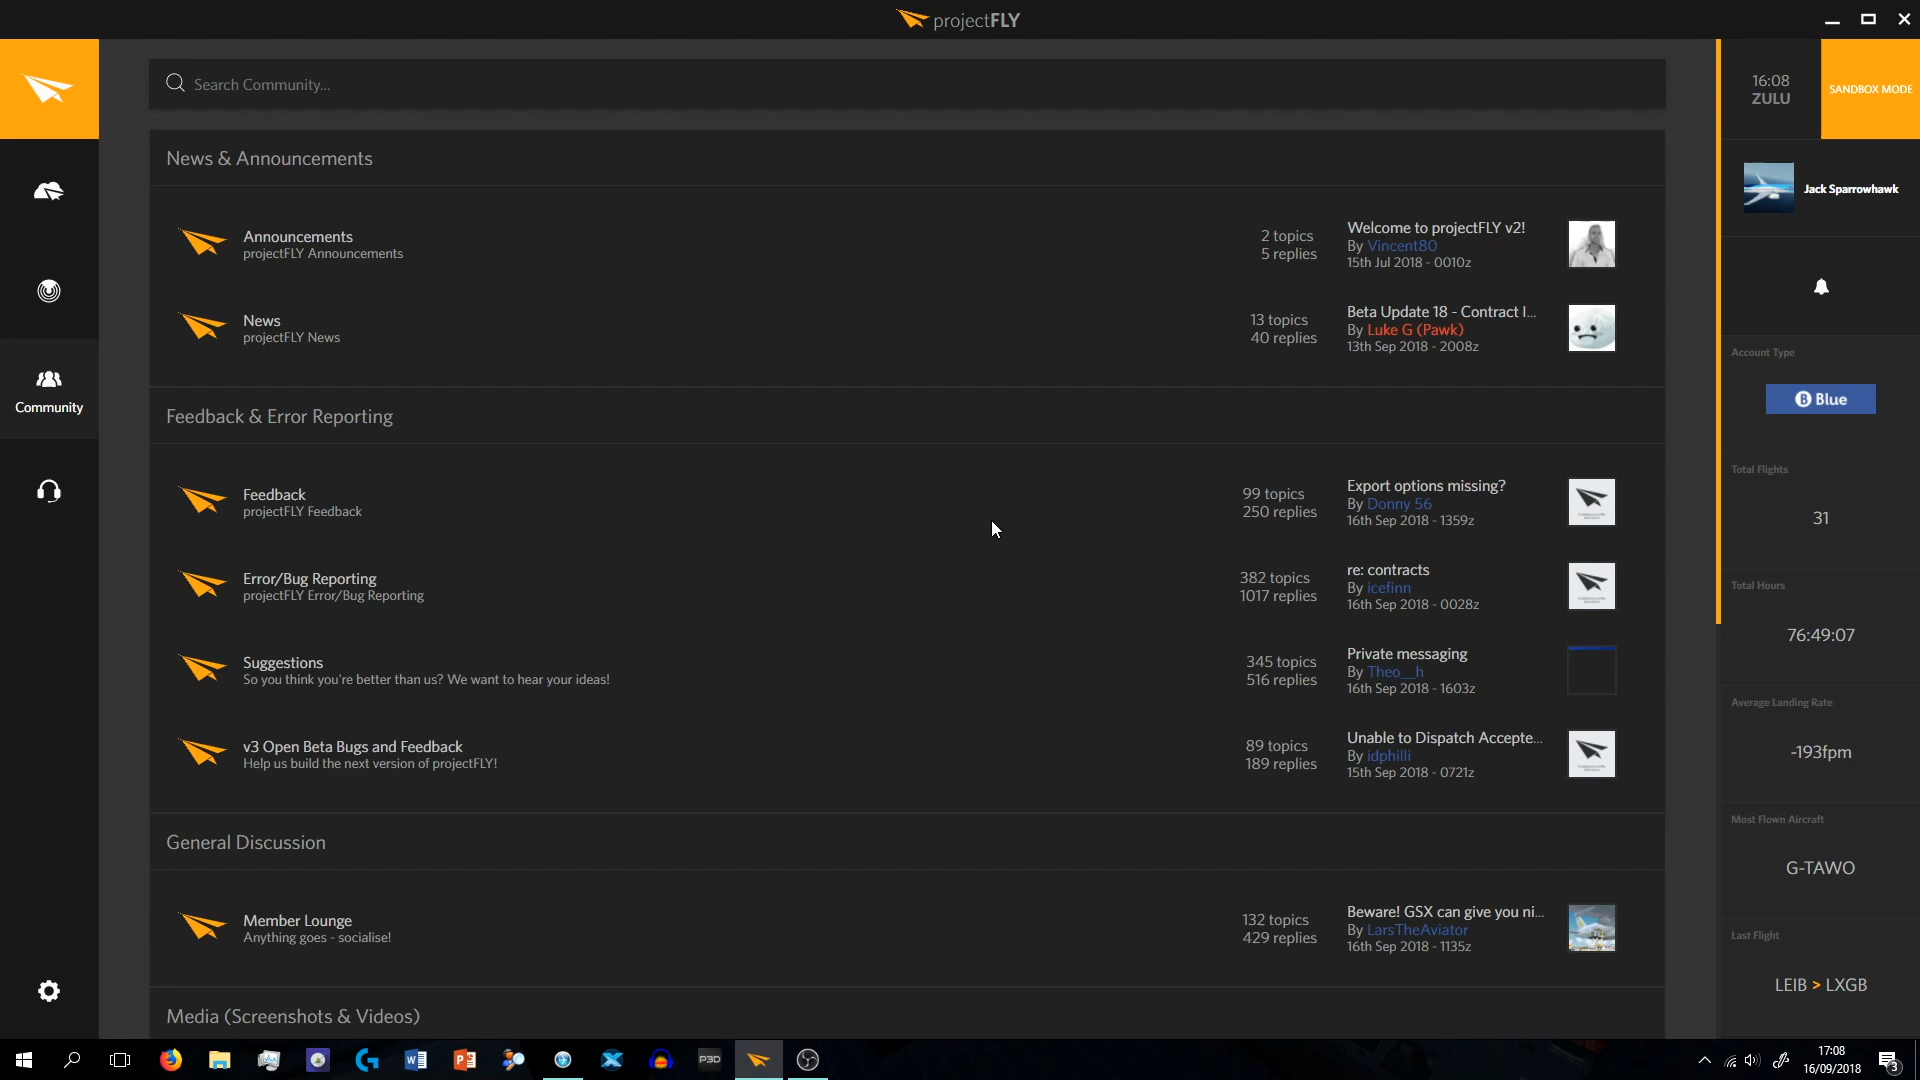 projectFLY
Search Community...
16:08
ZULU
SANDBOX MODE
Jack Sparrowhawk
News & Announcements
Announcements
projectFLY Announcements
2 topics
5 replies
Welcome to projectFLY v2!
By Vincent80
15th Jul 2018 - 0010z
News
projectFLY News
13 topics
40 replies
Beta Update 18 - Contract I...
By Luke G (Pawk)
13th Sep 2018 - 2008z
Community
Feedback & Error Reporting
Feedback
projectFLY Feedback
99 topics
250 replies
Export options missing?
By Donny 56
16th Sep 2018 - 1359z
Error/Bug Reporting
projectFLY Error/Bug Reporting
382 topics
1017 replies
re: contracts
By icefinn
16th Sep 2018 - 0028z
Suggestions
So you think you're better than us? We want to hear your ideas!
345 topics
516 replies
Private messaging
By Theo__h
16th Sep 2018 - 1603z
v3 Open Beta Bugs and Feedback
Help us build the next version of projectFLY!
89 topics
189 replies
Unable to Dispatch Accepte...
By idphilli
15th Sep 2018 - 0721z
General Discussion
Member Lounge
Anything goes - socialise!
132 topics
429 replies
Beware! GSX can give you ni...
By LarsTheAviator
16th Sep 2018 - 1135z
Media (Screenshots & Videos)
Account Type
B Blue
Total Flights
31
Total Hours
76:49:07
Average Landing Rate
-193fpm
Most Flown Aircraft
G-TAWO
Last Flight
LEIB > LXGB
P3D
17:08
16/09/2018
3